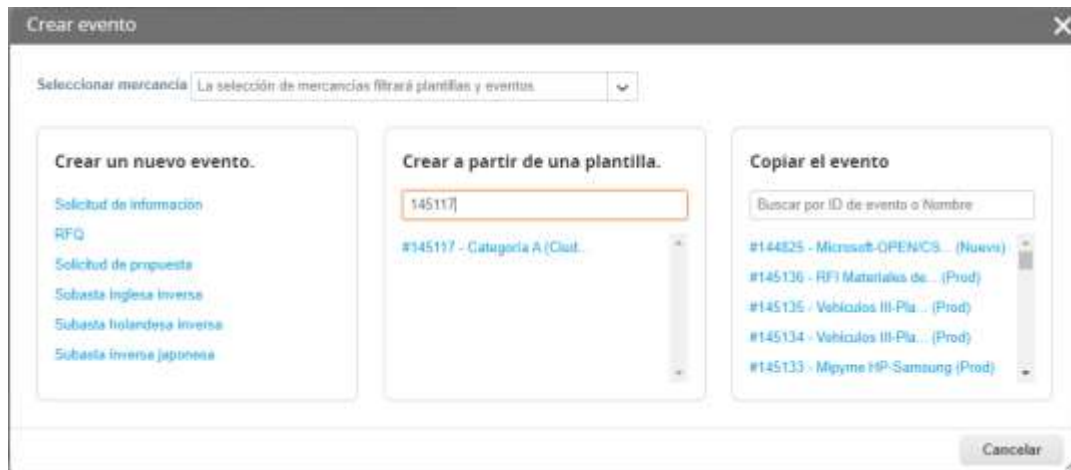 Crear evento
Seleccionar mercancía La selección de mercancías filtrará plantillas y eventos
Crear un nuevo evento.
Solicitud de información
RFQ
Solicitud de propuesta
Subasta inglesa inversa
Subasta holandesa inversa
Subasta inversa japonesa
Crear a partir de una plantilla.
145117
#145117 - Categoría A (Ciud...
Copiar el evento
Buscar por ID de evento o Nombre
#144825 - Microsoft-OPEN/CS... (Nuevo)
#145136 - RFI Materiales de... (Prod)
#145135 - Vehículos III-Pla... (Prod)
#145134 - Vehículos III-Pla... (Prod)
#145133 - Mipyme HP-Samsung (Prod)
Cancelar